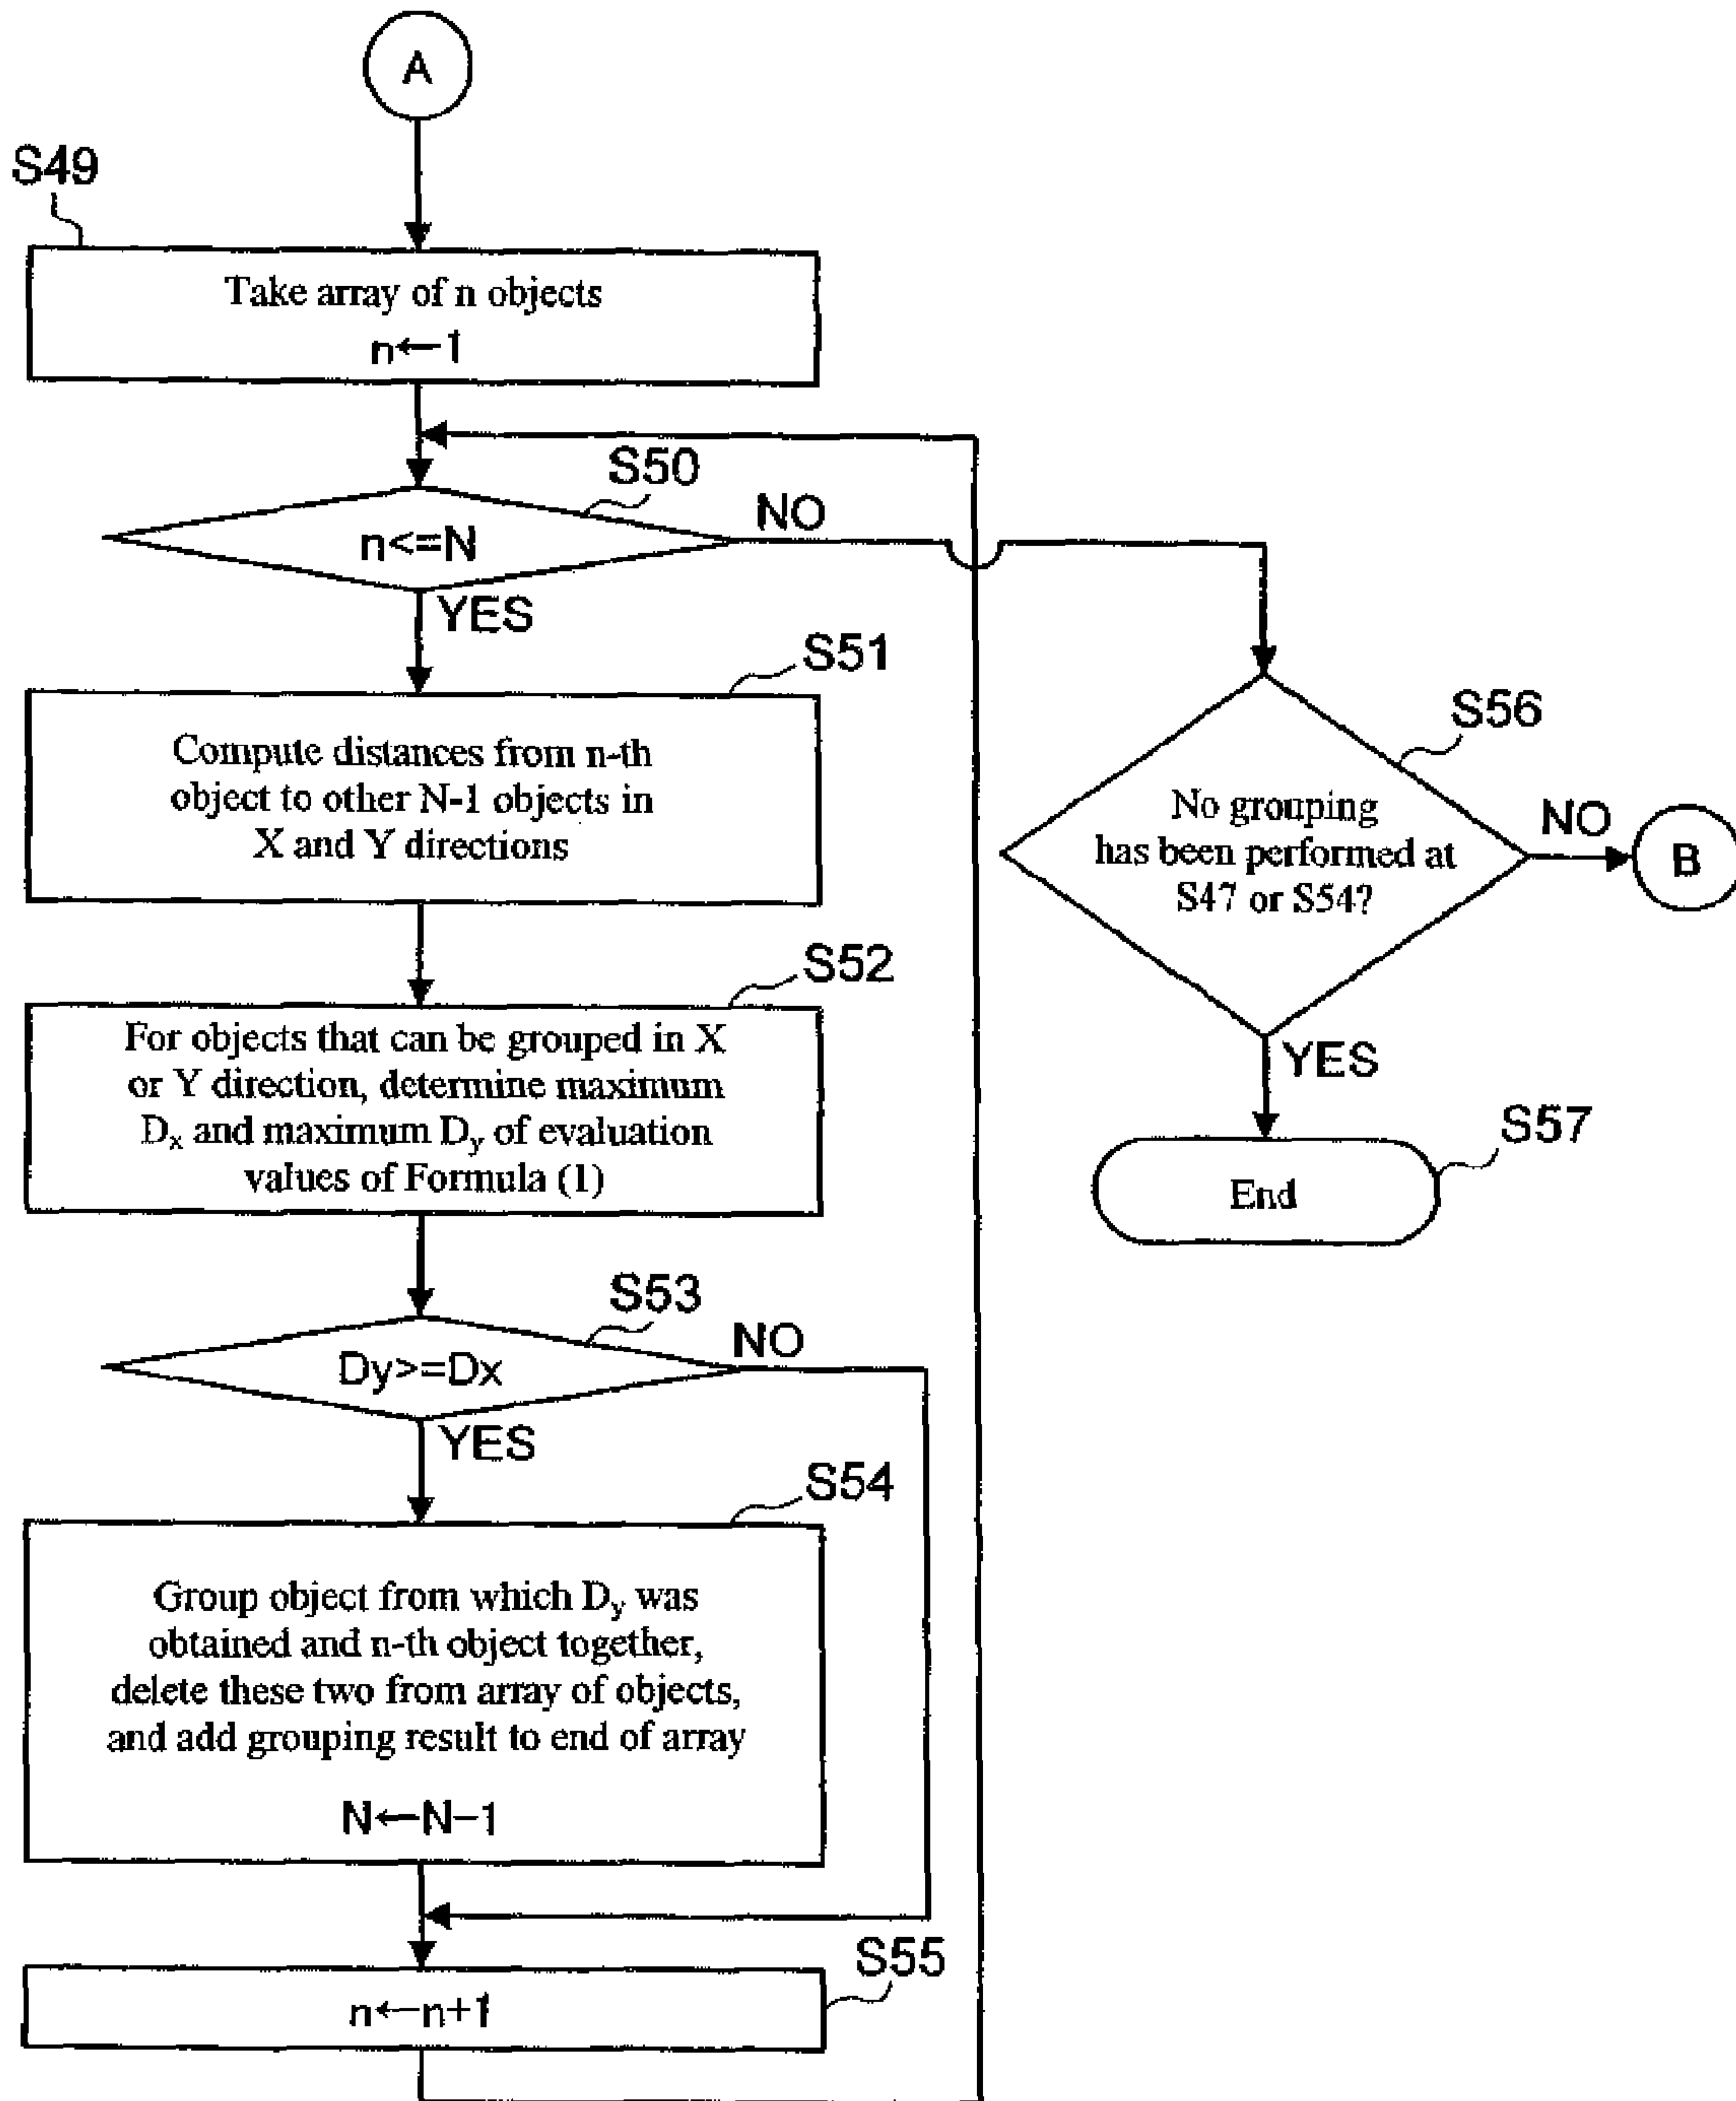 A
S49
Take array of n objects
n←1
S50
n<=N
NO
YES
S51
Compute distances from n-th
object to other N-1 objects in
X and Y directions
S52
For objects that can be grouped in X
or Y direction, determine maximum
Dx and maximum Dy of evaluation
values of Formula (1)
S53
Dy>=Dx
NO
YES
S54
Group object from which Dy was
obtained and n-th object together,
delete these two from array of objects,
and add grouping result to end of array
N←N−1
S55
n←n+1
S56
No grouping
has been performed at
S47 or S54?
NO
B
YES
S57
End